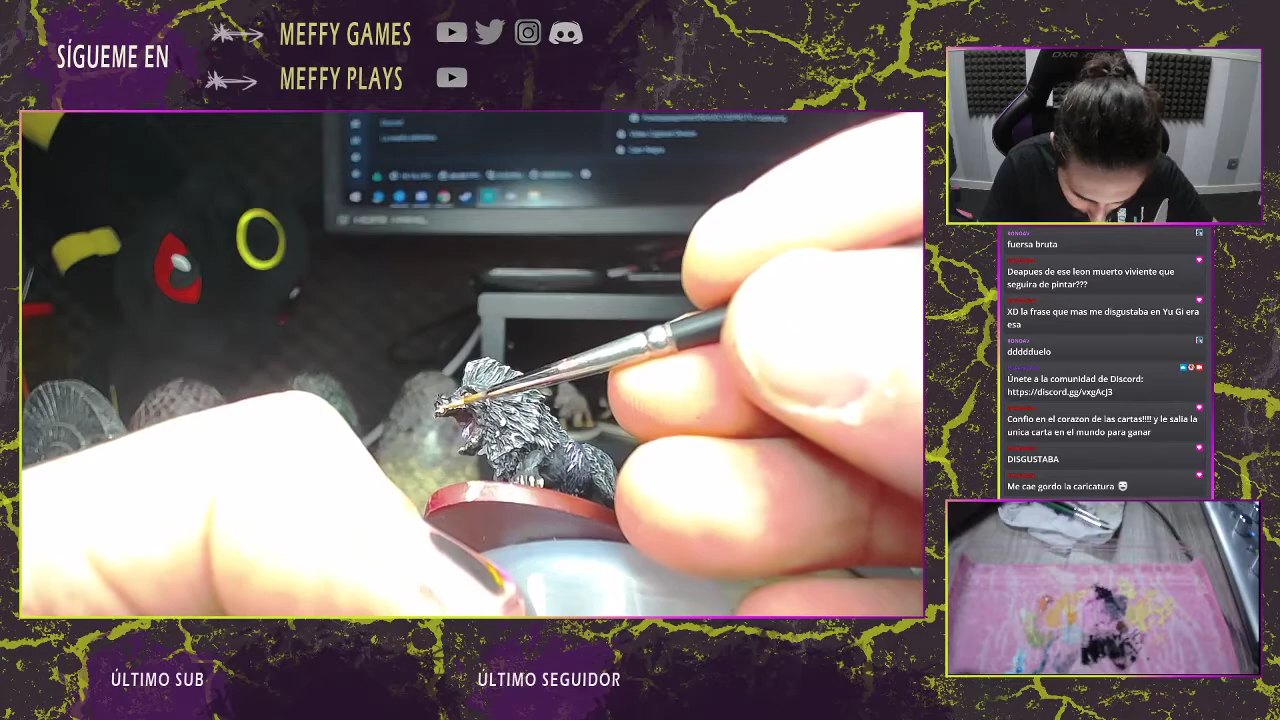 SÍGUEME EN
MEFFY GAMES
MEFFY PLAYS
DXR
fuersa bruta
Deapues de ese leon muerto viviente que
seguira de pintar???
XD la frase que mas me disgustaba en Yu Gi era
esa
dddduelo
Únete a la comunidad de Discord:
https://discord.gg/vxgAcJ3
Confio en el corazon de las cartas!!!! y le salia la
unica carta en el mundo para ganar
DISGUSTABA
Me cae gordo la caricatura
ÚLTIMO SUB
ÚLTIMO SEGUIDOR